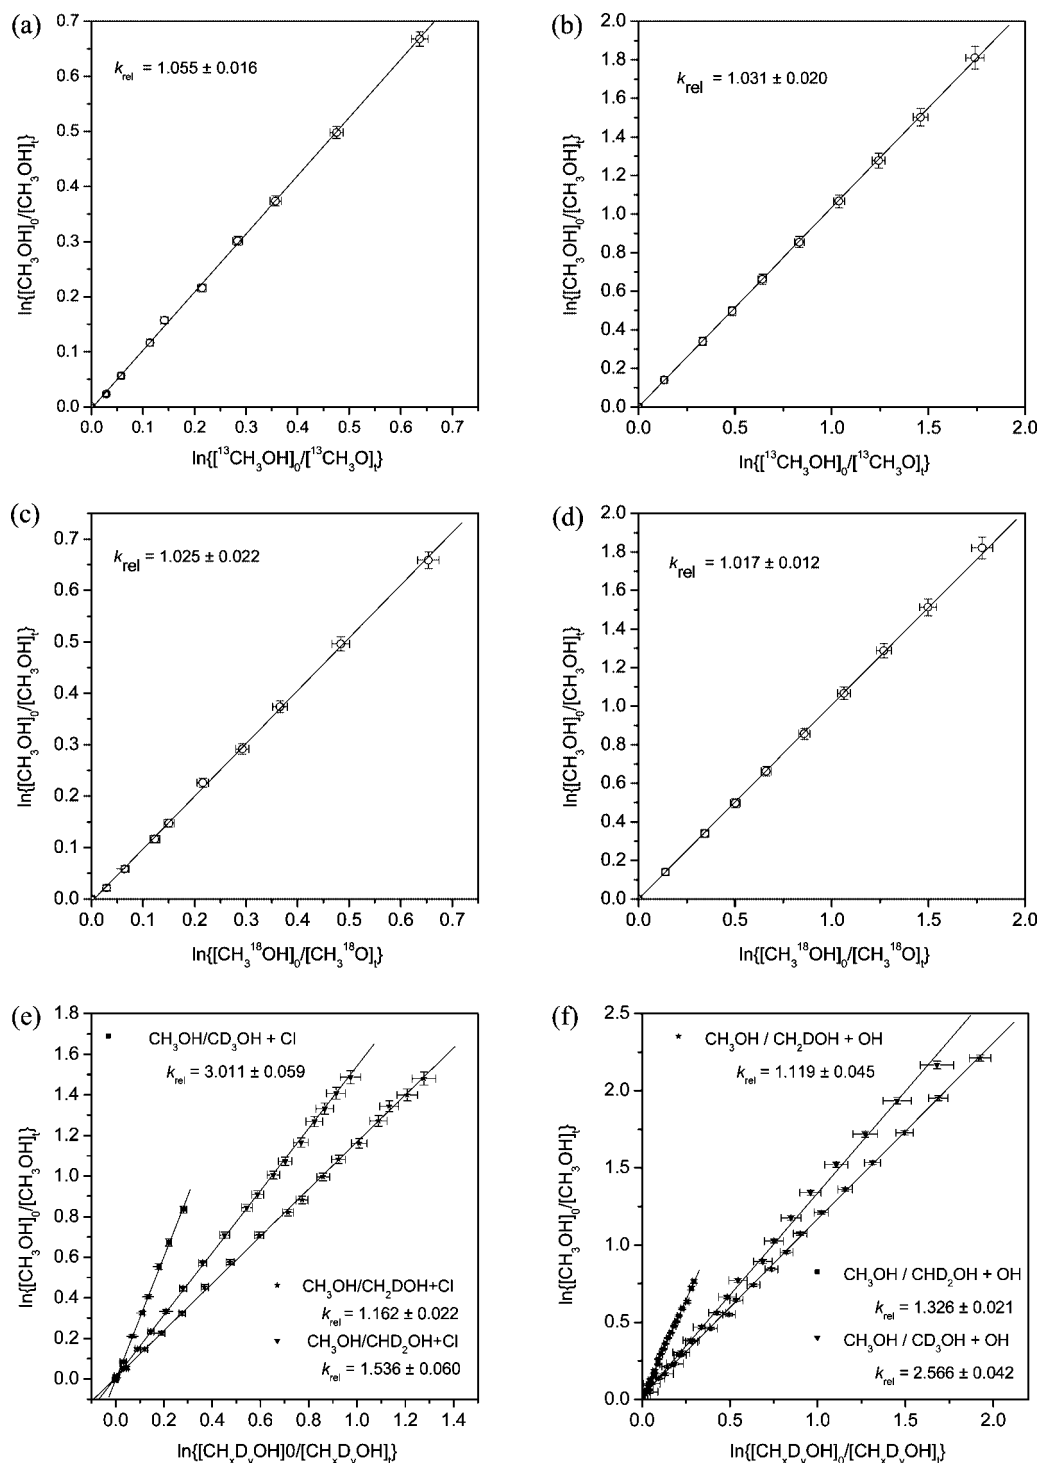 (a)
0.7
0.6
0.5
0.4
0.3
0.2
0.1
0.0
k_rel = 1.055 ± 0.016
ln{[CH₃OH]₀/[CH₃OH]ₜ}
0.0 0.1 0.2 0.3 0.4 0.5 0.6 0.7
ln{[¹³CH₃OH]₀/[¹³CH₃O]ₜ}
(b)
2.0
1.8
1.6
1.4
1.2
1.0
0.8
0.6
0.4
0.2
0.0
k_rel = 1.031 ± 0.020
ln{[CH₃OH]₀/[CH₃OH]ₜ}
0.0 0.5 1.0 1.5 2.0
ln{[¹³CH₃OH]₀/[¹³CH₃O]ₜ}
(c)
0.7
0.6
0.5
0.4
0.3
0.2
0.1
0.0
k_rel = 1.025 ± 0.022
ln{[CH₃OH]₀/[CH₃OH]ₜ}
0.0 0.1 0.2 0.3 0.4 0.5 0.6 0.7
ln{[CH₃¹⁸OH]₀/[CH₃¹⁸O]ₜ}
(d)
2.0
1.8
1.6
1.4
1.2
1.0
0.8
0.6
0.4
0.2
0.0
k_rel = 1.017 ± 0.012
ln{[CH₃OH]₀/[CH₃OH]ₜ}
0.0 0.5 1.0 1.5 2.0
ln{[CH₃¹⁸OH]₀/[CH₃¹⁸O]ₜ}
(e)
1.8
1.6
1.4
1.2
1.0
0.8
0.6
0.4
0.2
0.0
CH₃OH/CD₃OH + Cl
k_rel = 3.011 ± 0.059
CH₃OH/CH₂DOH+Cl
k_rel = 1.162 ± 0.022
CH₃OH/CHD₂OH+Cl
k_rel = 1.536 ± 0.060
ln{[CH₃OH]₀/[CH₃OH]ₜ}
0.0 0.2 0.4 0.6 0.8 1.0 1.2 1.4
ln{[CHₓDᵧOH]0/[CHₓDᵧOH]ₜ}
(f)
2.5
2.0
1.5
1.0
0.5
0.0
CH₃OH / CH₂DOH + OH
k_rel = 1.119 ± 0.045
CH₃OH / CHD₂OH + OH
k_rel = 1.326 ± 0.021
CH₃OH / CD₃OH + OH
k_rel = 2.566 ± 0.042
ln{[CH₃OH]₀/[CH₃OH]ₜ}
0.0 0.5 1.0 1.5 2.0
ln{[CHₓDᵧOH]₀/[CHₓDᵧOH]ₜ}